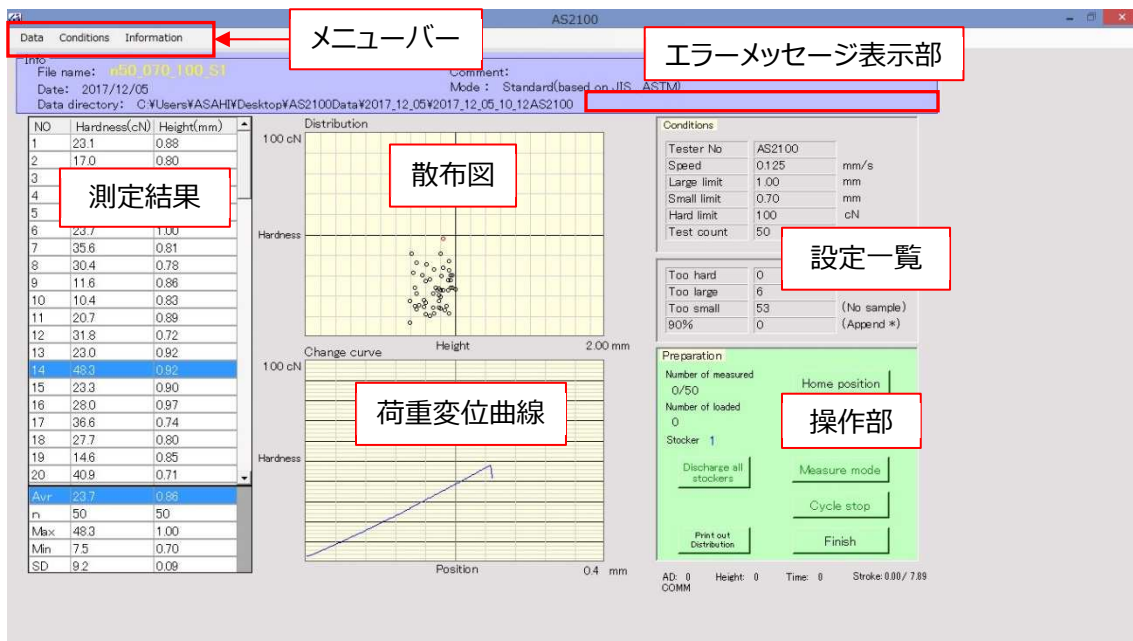 AS2100
Data Conditions Information
メニューバー
エラーメッセージ表示部
Info
File name: n50_070_100_S1
Comment:
Date: 2017/12/05
Mode : Standard(based on JIS ASTM)
Data directory: C:¥Users¥ASAHI¥Desktop¥AS2100Data¥2017_12_05¥2017_12_05_10_12AS2100
NO Hardness(cN) Height(mm)
1 23.1 0.88
2 17.0 0.80
3
4
5
6 23.7 1.00
7 35.6 0.81
8 30.4 0.78
9 11.6 0.86
10 10.4 0.83
11 20.7 0.89
12 31.8 0.72
13 23.0 0.92
14 48.3 0.92
15 23.3 0.90
16 28.0 0.97
17 36.6 0.74
18 27.7 0.80
19 14.6 0.85
20 40.9 0.71
Avr 23.7 0.86
n 50 50
Max 48.3 1.00
Min 7.5 0.70
SD 9.2 0.09
測定結果
Distribution
100 cN
散布図
Hardness
Height 2.00 mm
Change curve
100 cN
荷重変位曲線
Hardness
Position 0.4 mm
Conditions
Tester No AS2100
Speed 0.125 mm/s
Large limit 1.00 mm
Small limit 0.70 mm
Hard limit 100 cN
Test count 50
設定一覧
Too hard 0
Too large 6
Too small 53 (No sample)
90% 0 (Append *)
Preparation
Number of measured
0/50
Home position
Number of loaded
0
操作部
Stocker 1
Discharge all
stockers
Measure mode
Cycle stop
Print out
Distribution
Finish
AD: 0 Height: 0 Time: 0 Stroke: 0.00 / 7.89
COMM